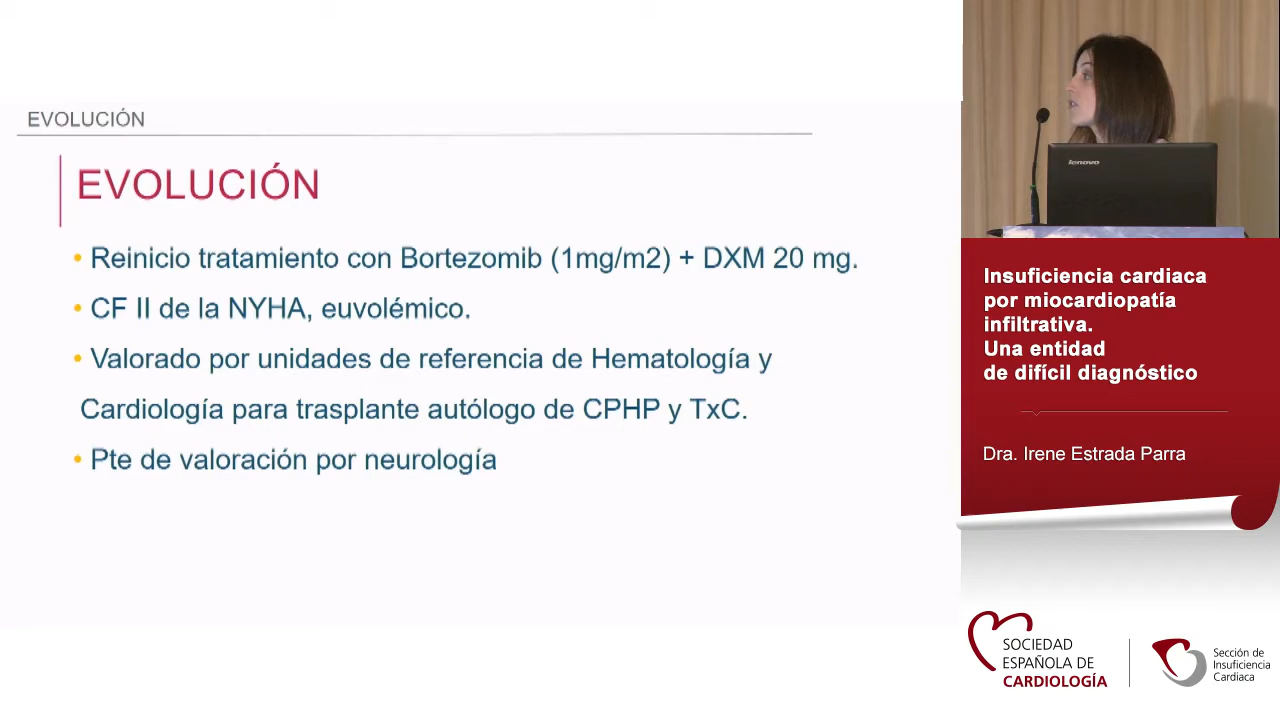 EVOLUCIÓN
EVOLUCIÓN
• Reinicio tratamiento con Bortezomib (1mg/m2) + DXM 20 mg.
• CF II de la NYHA, euvolémico.
• Valorado por unidades de referencia de Hematología y
Cardiología para trasplante autólogo de CPHP y TxC.
• Pte de valoración por neurología
lenovo
Insuficiencia cardiaca
por miocardiopatía
infiltrativa.
Una entidad
de difícil diagnóstico
Dra. Irene Estrada Parra
SOCIEDAD
ESPAÑOLA DE
CARDIOLOGÍA
Sección de
Insuficiencia
Cardiaca